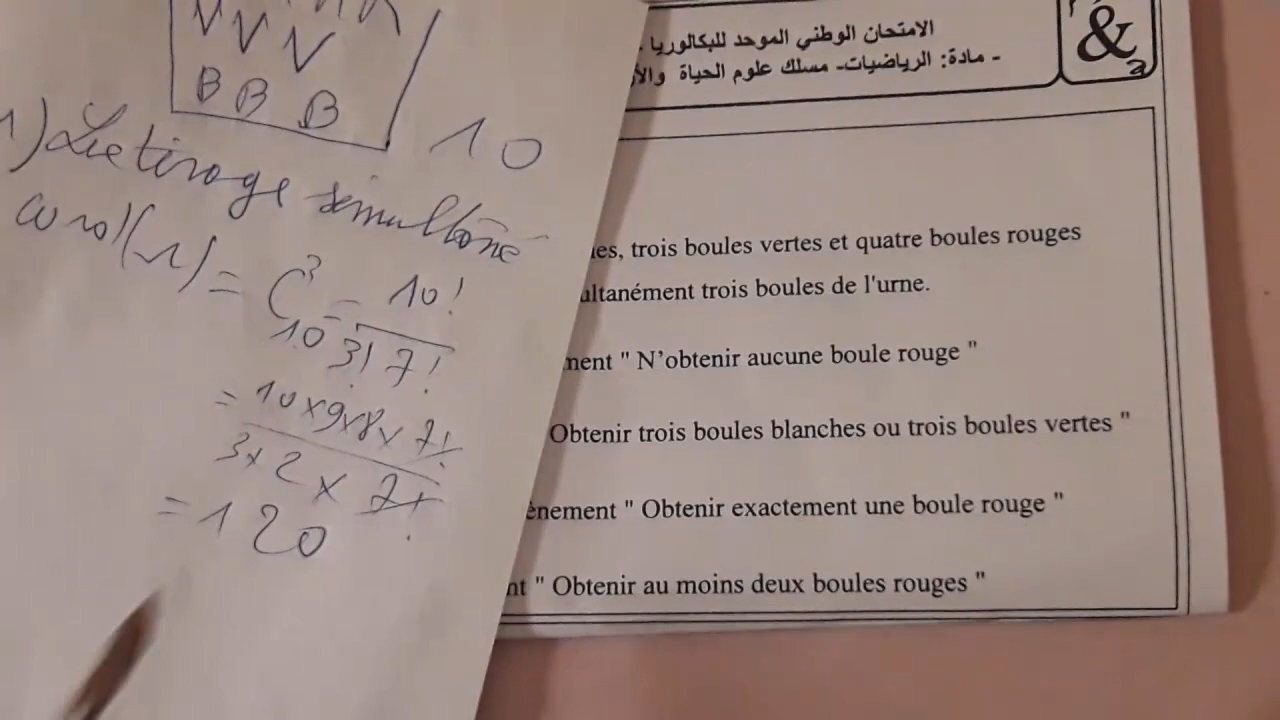 V V V
B B B
10
1) Le tirage simultané
card(Ω) = C³₁₀ = 10! / 3! 7!
= 10×9×8×7! / 3×2×7!
= 120
الامتحان الوطني الموحد للبكالوريا
- مادة: الرياضيات- مسلك علوم الحياة
&
a
es, trois boules vertes et quatre boules rouges
ultanément trois boules de l'urne.
ment " N'obtenir aucune boule rouge "
Obtenir trois boules blanches ou trois boules vertes "
ènement " Obtenir exactement une boule rouge "
nt " Obtenir au moins deux boules rouges "